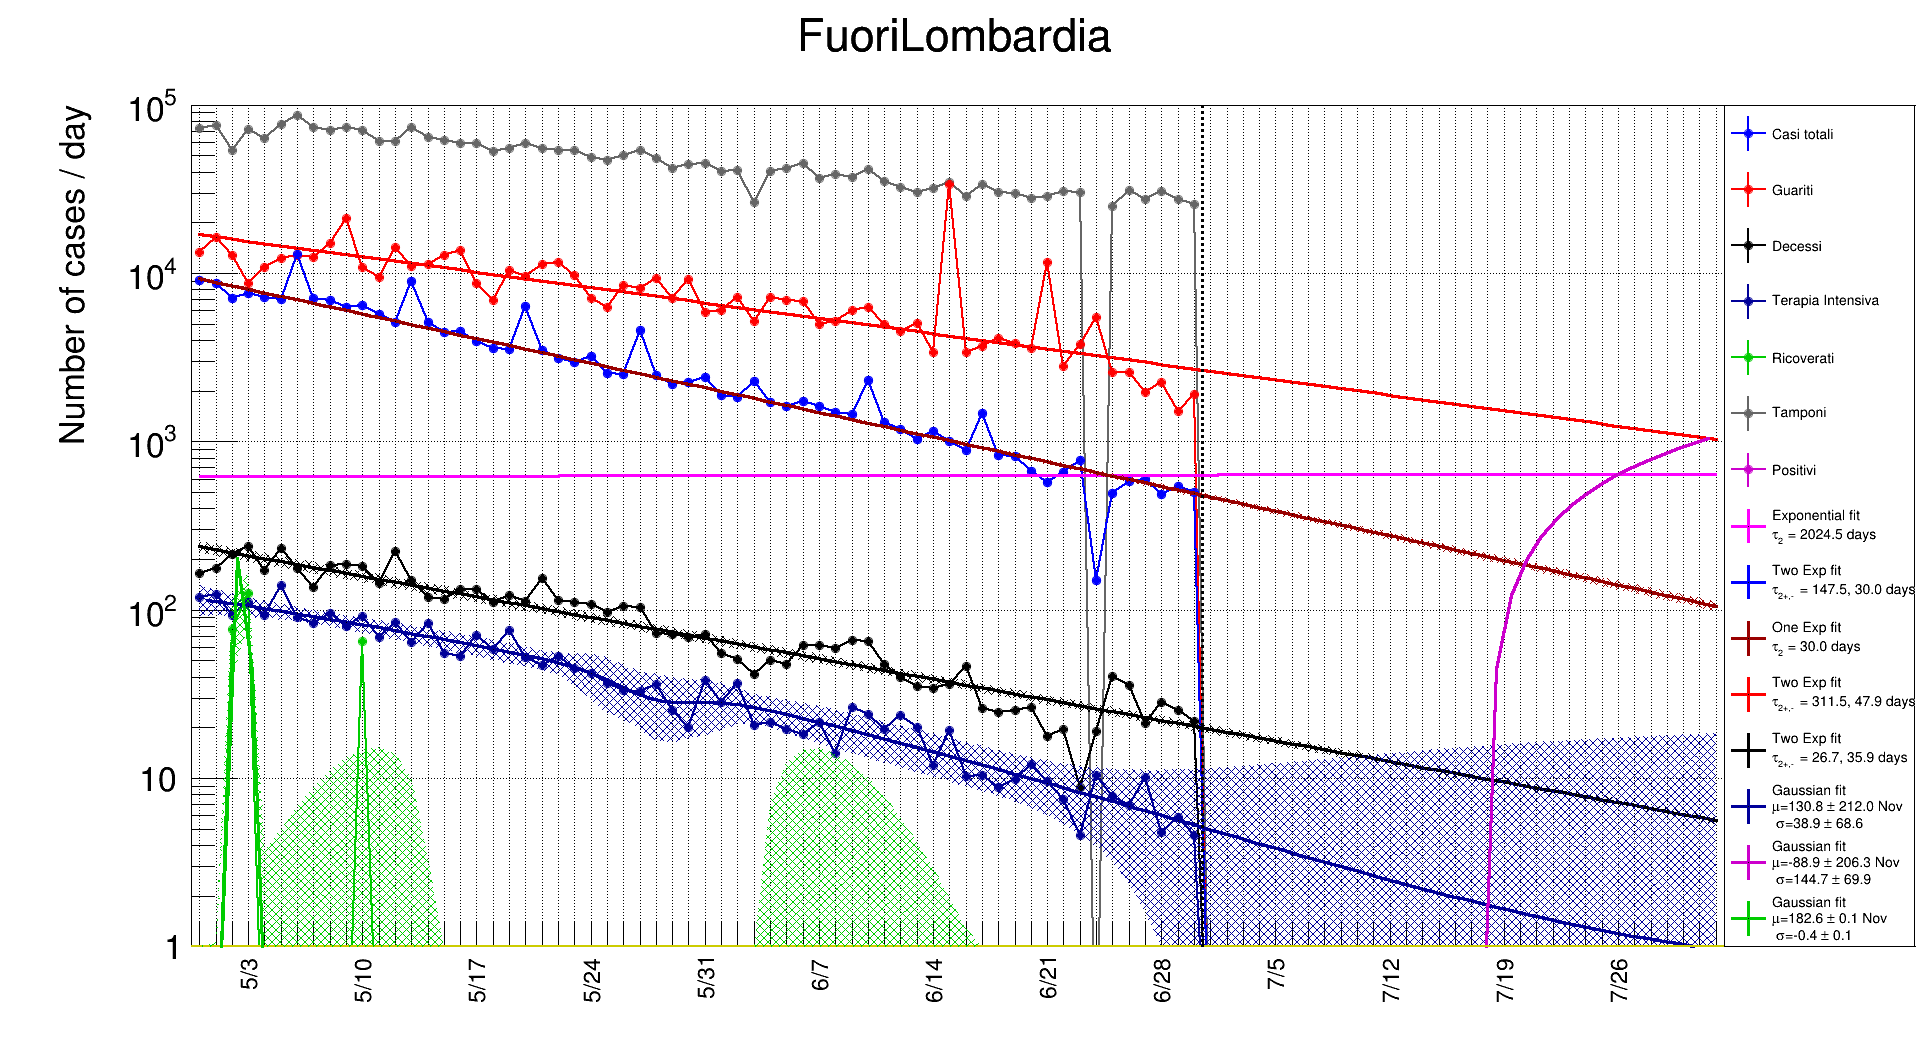 FuoriLombardia
Number of cases / day
10^5
10^4
10^3
10^2
10
1
5/3
5/10
5/17
5/24
5/31
6/7
6/14
6/21
6/28
7/5
7/12
7/19
7/26
Casi totali
Guariti
Decessi
Terapia Intensiva
Ricoverati
Tamponi
Positivi
Exponential fit
τ₂ = 2024.5 days
Two Exp fit
τ₂₊.₋ = 147.5, 30.0 days
One Exp fit
τ₂ = 30.0 days
Two Exp fit
τ₂₊.₋ = 311.5, 47.9 days
Two Exp fit
τ₂₊.₋ = 26.7, 35.9 days
Gaussian fit
μ=130.8 ± 212.0 Nov
σ=38.9 ± 68.6
Gaussian fit
μ=-88.9 ± 206.3 Nov
σ=144.7 ± 69.9
Gaussian fit
μ=182.6 ± 0.1 Nov
σ=-0.4 ± 0.1